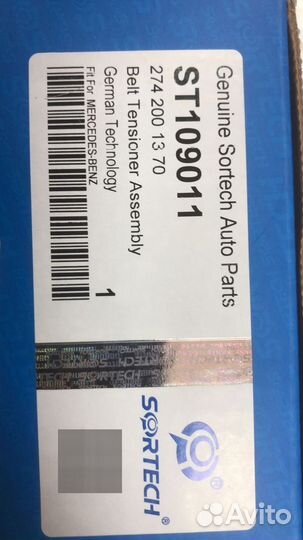 Genuine Sortech Auto Parts
ST109011
274 200 13 70
Belt Tensioner Assembly
German Technology
1
Fit For MERCEDES-BENZ
SORTECH®
Avito